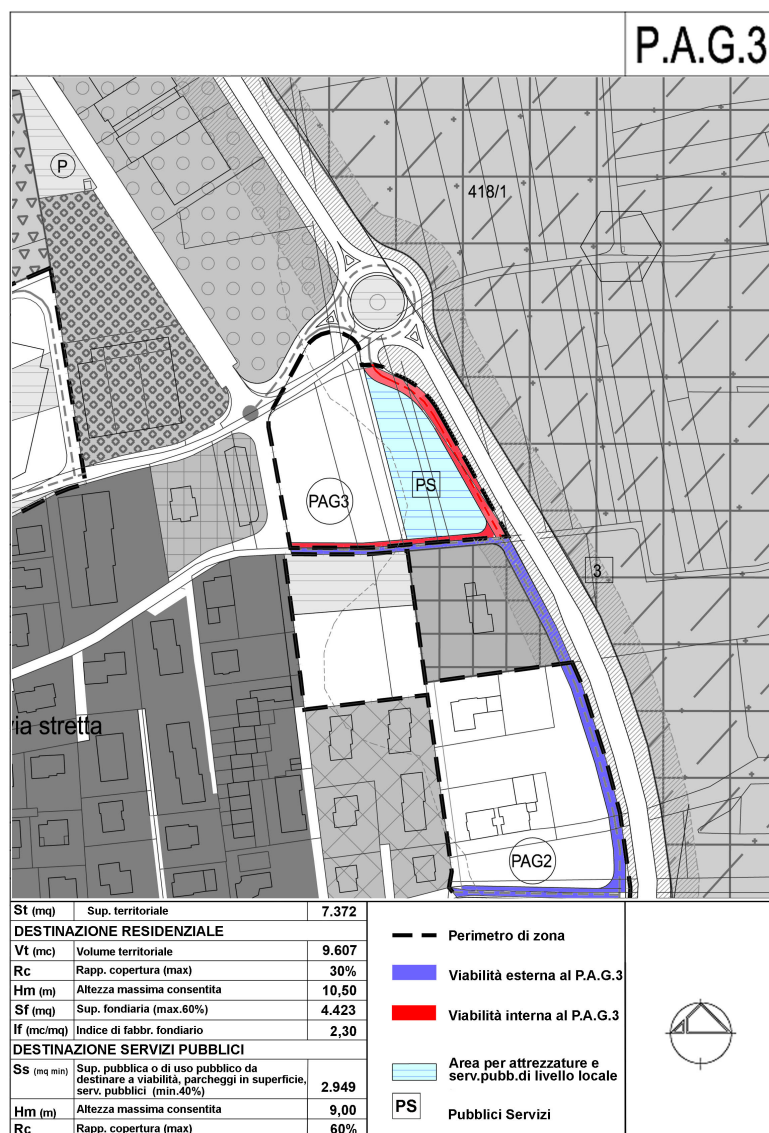 P.A.G.3
P
418/1
PS
PAG3
3
ia stretta
PAG2
St (mq) Sup. territoriale 7.372
DESTINAZIONE RESIDENZIALE
Vt (mc) Volume territoriale 9.607
Rc Rapp. copertura (max) 30%
Hm (m) Altezza massima consentita 10,50
Sf (mq) Sup. fondiaria (max.60%) 4.423
If (mc/mq) Indice di fabbr. fondiario 2,30
DESTINAZIONE SERVIZI PUBBLICI
Ss (mq min) Sup. pubblica o di uso pubblico da
destinare a viabilità, parcheggi in superficie,
serv. pubblici (min.40%) 2.949
Hm (m) Altezza massima consentita 9,00
Rc Rapp. copertura (max) 60%
Perimetro di zona
Viabilità esterna al P.A.G.3
Viabilità interna al P.A.G.3
Area per attrezzature e
serv.pubb.di livello locale
PS Pubblici Servizi